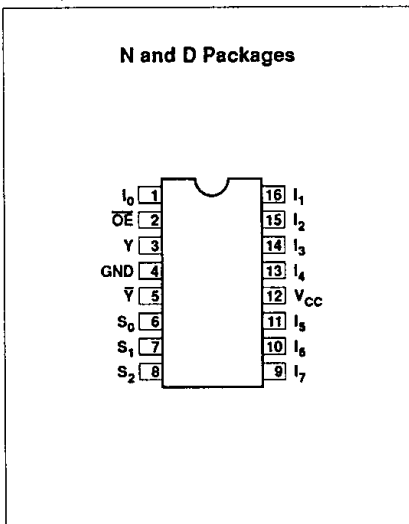 N and D Packages
I0 1 16 I1
OE 2 15 I2
Y 3 14 I3
GND 4 13 I4
Y 5 12 VCC
S0 6 11 I5
S1 7 10 I6
S2 8 9 I7